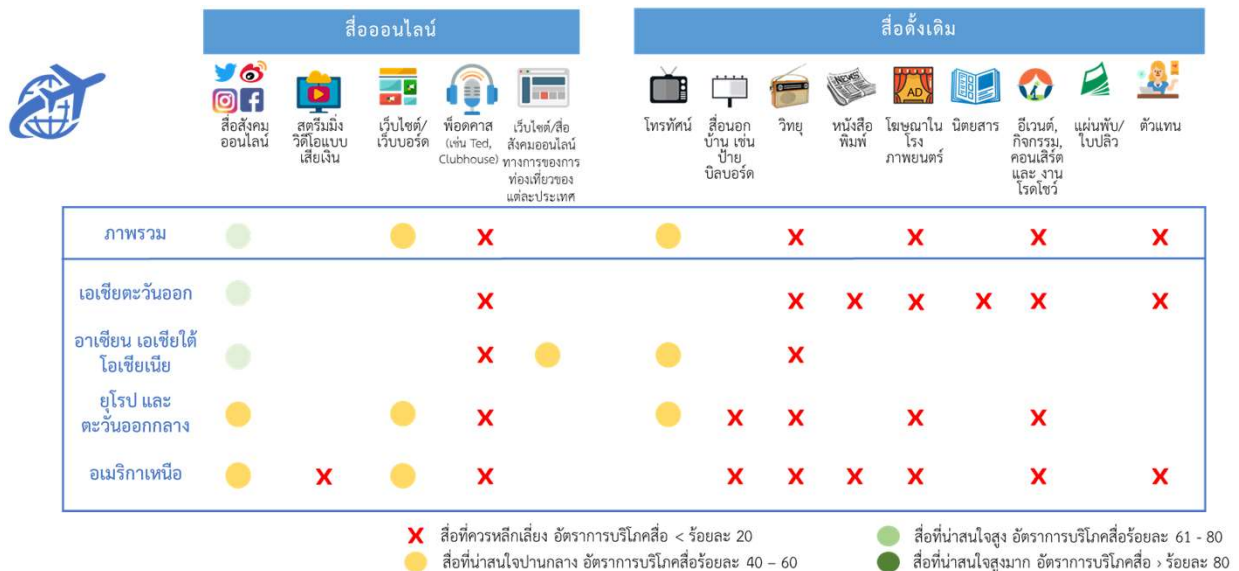 สื่อออนไลน์
สื่อดั้งเดิม
สื่อสังคม
ออนไลน์
สตรีมมิ่ง
วิดีโอแบบ
เสียเงิน
เว็บไซต์/
เว็บบอร์ด
พ็อดคาส
(เช่น Ted,
Clubhouse)
เว็บไซต์/สื่อ
สังคมออนไลน์
ทางการของการ
ท่องเที่ยวของ
แต่ละประเทศ
โทรทัศน์
สื่อนอก
บ้าน เช่น
ป้าย
บิลบอร์ด
วิทยุ
NEWS
หนังสือ
พิมพ์
AD
โฆษณาใน
โรง
ภาพยนตร์
นิตยสาร
อีเวนต์,
กิจกรรม,
คอนเสิร์ต
และ งาน
โรดโชว์
แผ่นพับ/
ใบปลิว
ตัวแทน
ภาพรวม
X X X X X
เอเชียตะวันออก
X X X X X X X
อาเซียน เอเชียใต้
โอเชียเนีย
X X
ยุโรป และ
ตะวันออกกลาง
X X X X X
อเมริกาเหนือ
X X X X X X X X
X สื่อที่ควรหลีกเลี่ยง อัตราการบริโภคสื่อ < ร้อยละ 20
สื่อที่น่าสนใจสูง อัตราการบริโภคสื่อร้อยละ 61 - 80
สื่อที่น่าสนใจปานกลาง อัตราการบริโภคสื่อร้อยละ 40 – 60
สื่อที่น่าสนใจสูงมาก อัตราการบริโภคสื่อ > ร้อยละ 80